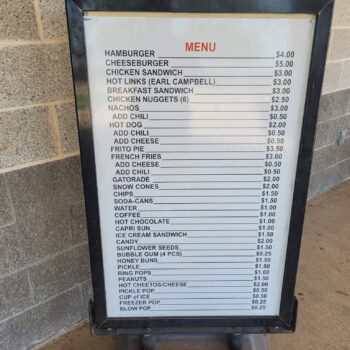 MENU
HAMBURGER $4.00
CHEESEBURGER $5.00
CHICKEN SANDWICH $3.00
HOT LINKS (EARL CAMPBELL) $3.00
BREAKFAST SANDWICH $3.00
CHICKEN NUGGETS (6) $2.50
NACHOS $3.00
ADD CHILI $0.50
HOT DOG $2.00
ADD CHILI $0.50
ADD CHEESE $0.50
FRITO PIE $3.50
FRENCH FRIES $3.00
ADD CHEESE $0.50
ADD CHILI $0.50
GATORADE $2.00
SNOW CONES $2.00
CHIPS $1.50
SODA-CANS $1.50
WATER $1.00
COFFEE $1.00
HOT CHOCOLATE $1.00
CAPRI SUN $1.00
ICE CREAM SANDWICH $1.50
CANDY $2.00
SUNFLOWER SEEDS $1.50
BUBBLE GUM (4 PCS) $0.25
HONEY BUNS $1.50
PICKLE $1.50
RING POPS $1.00
PEANUTS $1.50
HOT CHEETOS/CHEESE $2.00
PICKLE POP $0.50
CUP of ICE $0.50
FREEZER POP $0.25
BLOW POP $0.25